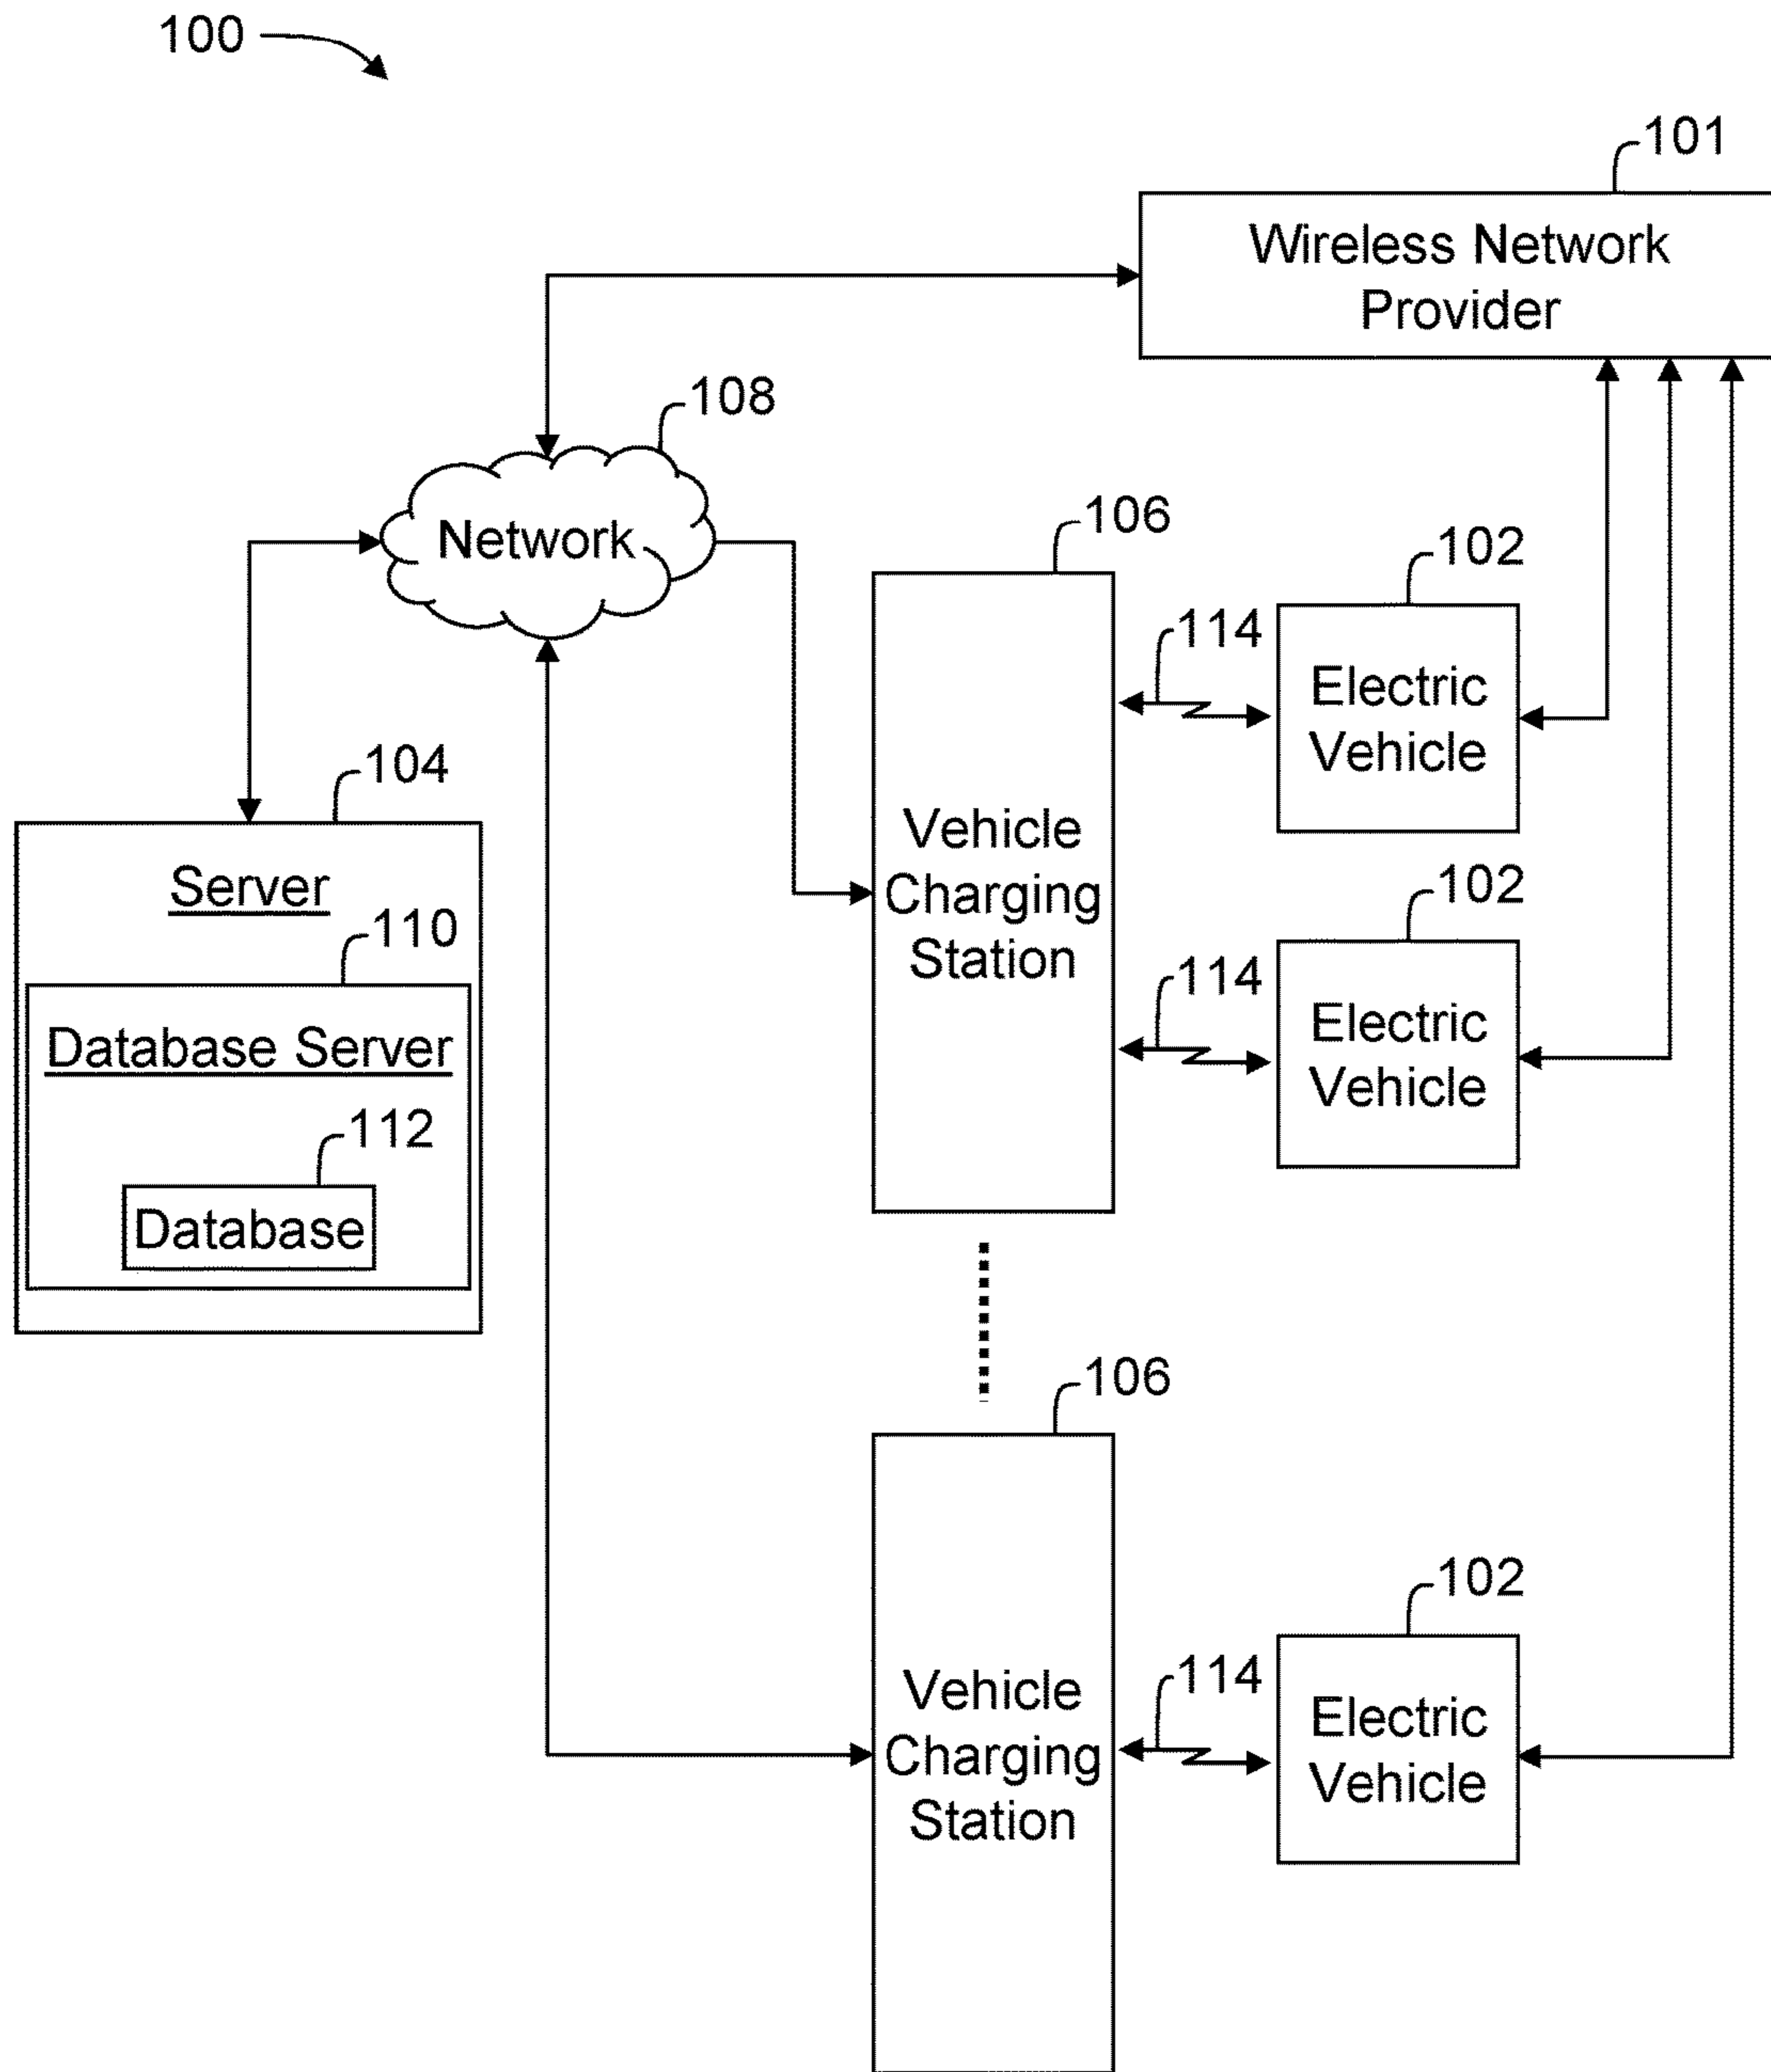 100
101
Wireless Network
Provider
108
Network
106
102
114
Electric
Vehicle
104
Server
Vehicle
Charging
Station
102
110
114
Electric
Vehicle
Database Server
112
Database
106
102
114
Vehicle
Charging
Station
Electric
Vehicle